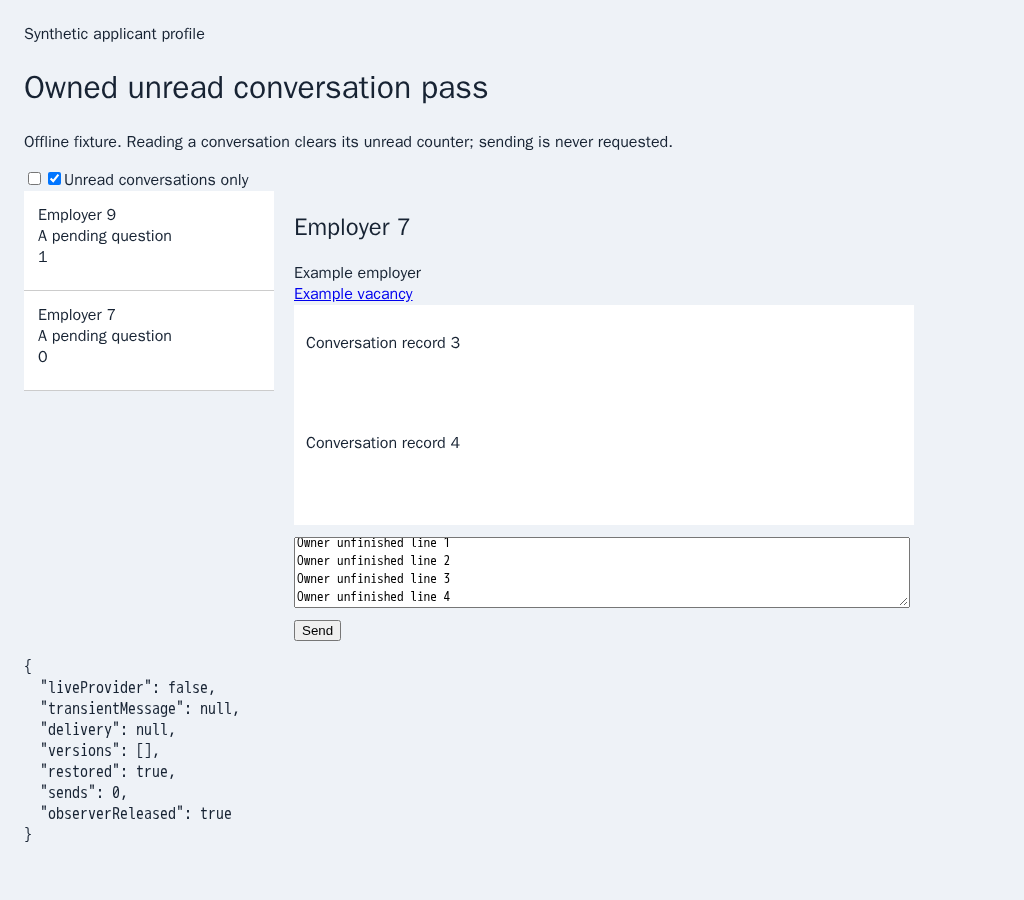 Synthetic applicant profile
Owned unread conversation pass
Offline fixture. Reading a conversation clears its unread counter; sending is never requested.
Unread conversations only
Employer 9
A pending question
1
Employer 7
A pending question
0
Employer 7
Example employer
Example vacancy
Conversation record 3
Conversation record 4
Owner unfinished line 1
Owner unfinished line 2
Owner unfinished line 3
Owner unfinished line 4
Send
{
  "liveProvider": false,
  "transientMessage": null,
  "delivery": null,
  "versions": [],
  "restored": true,
  "sends": 0,
  "observerReleased": true
}